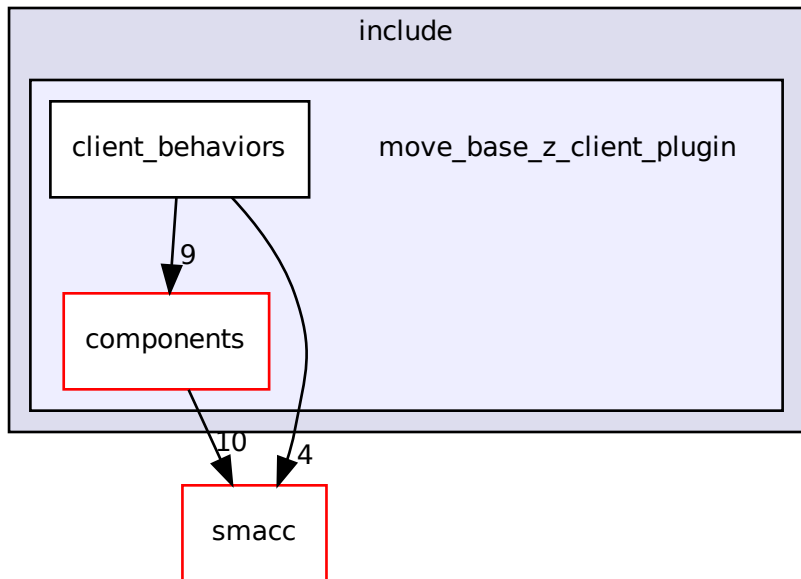 include
client_behaviors
move_base_z_client_plugin
9
components
10
4
smacc